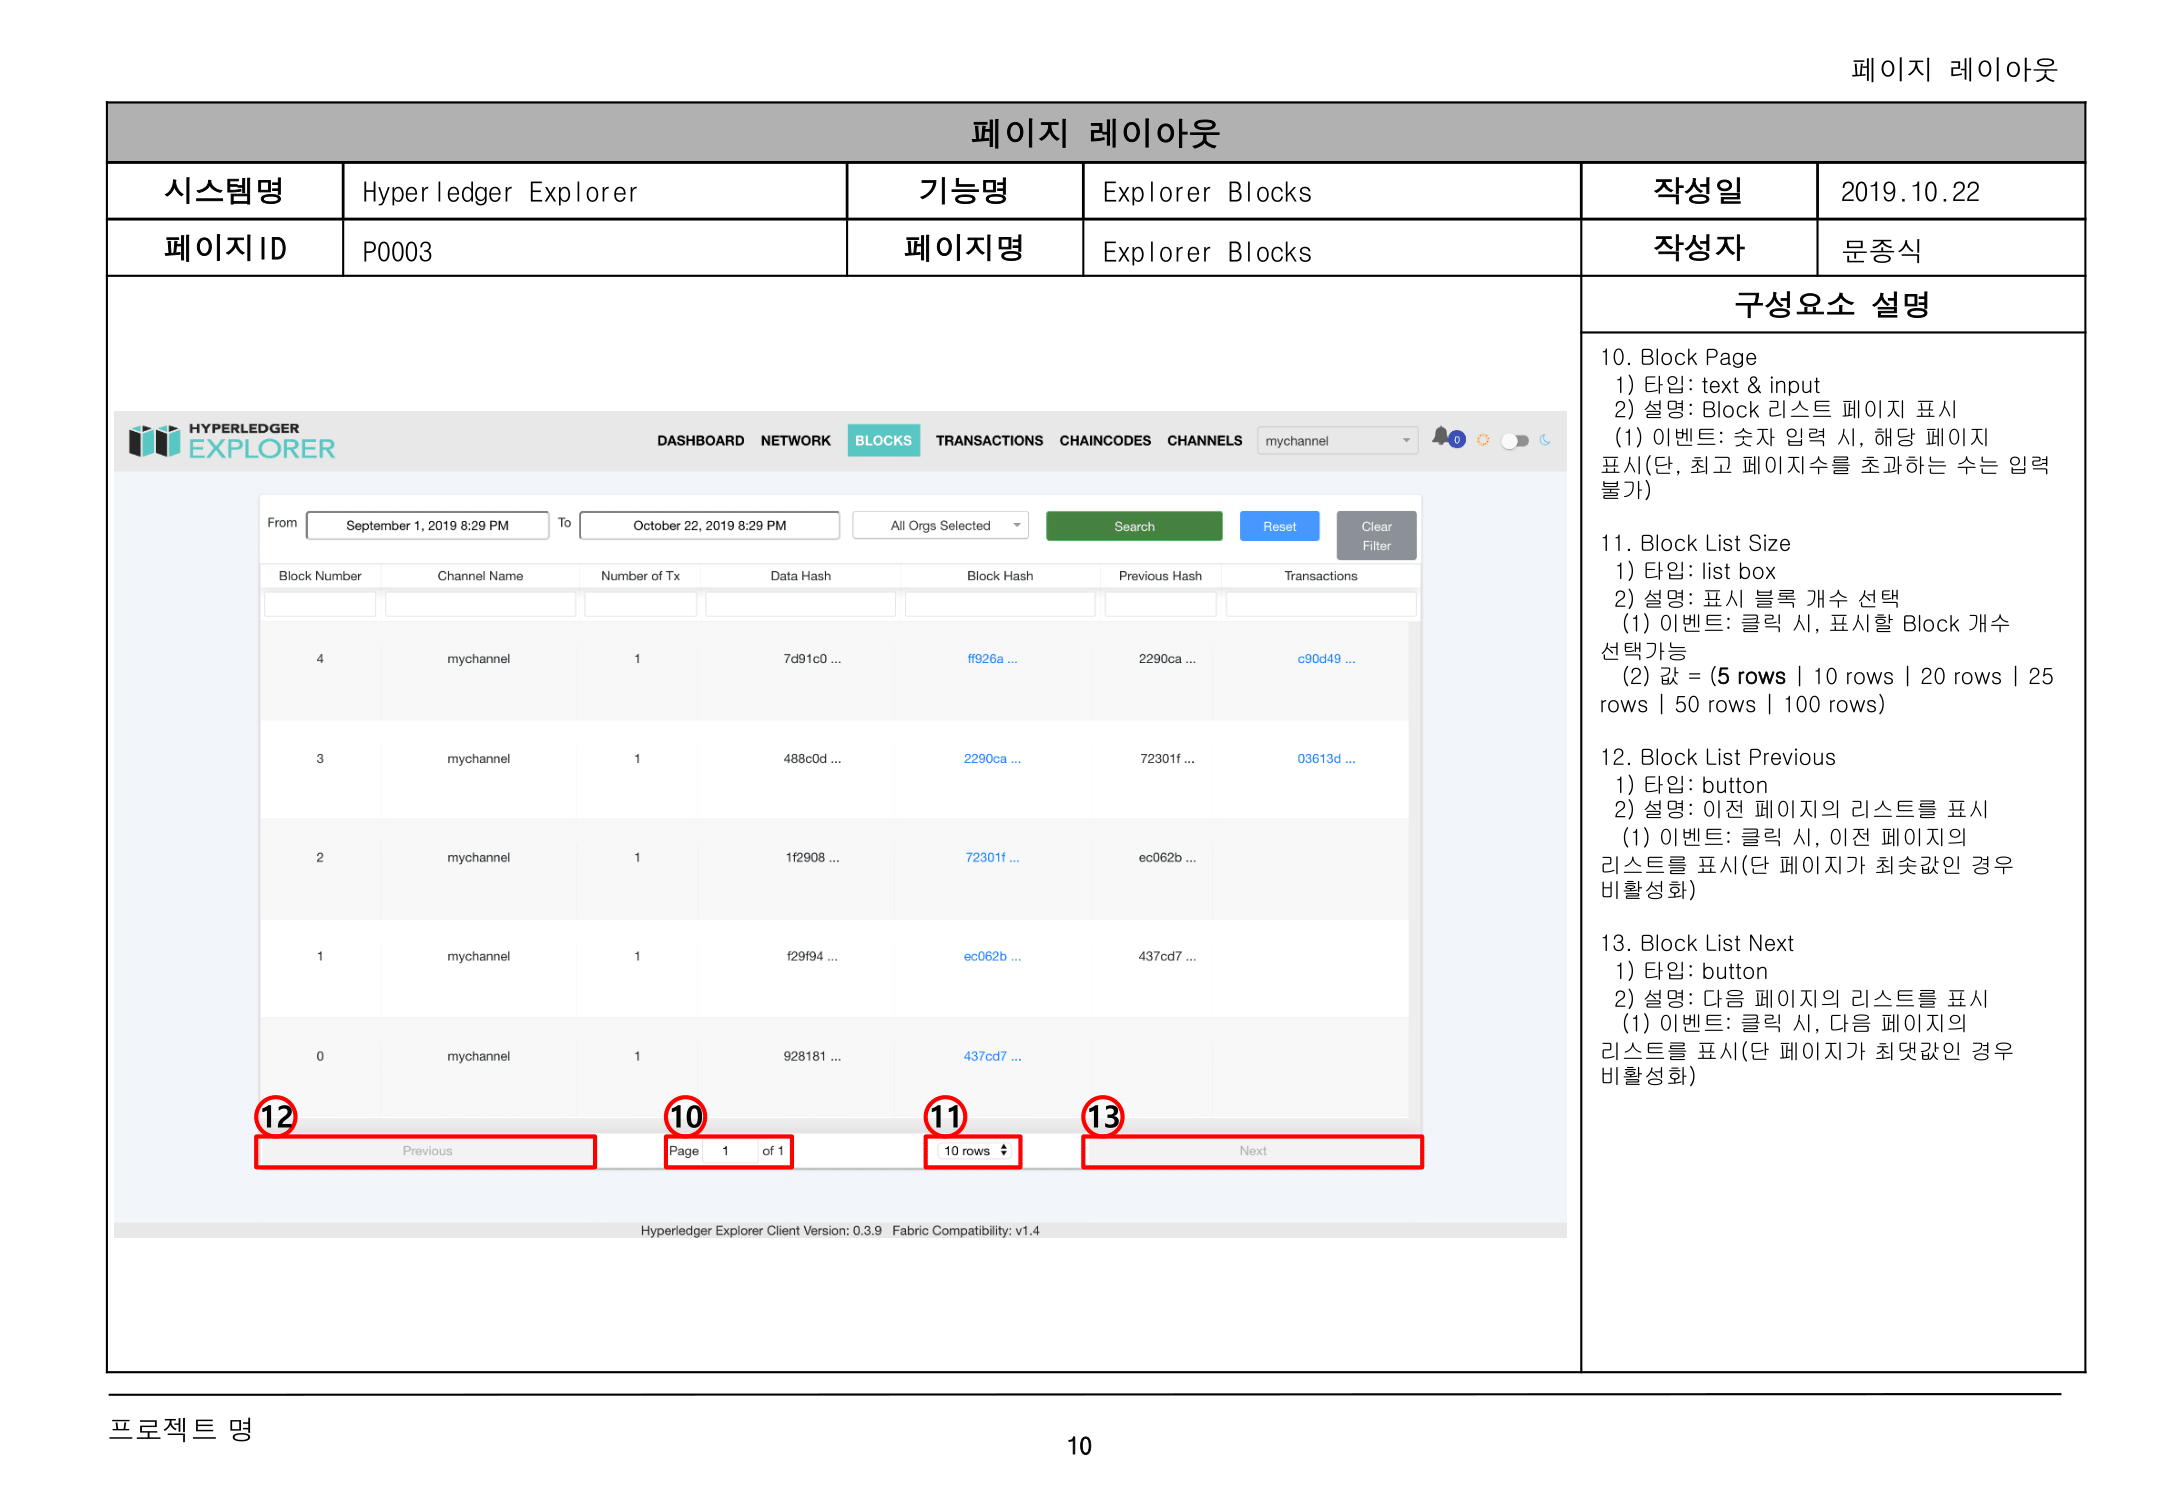 페이지 레이아웃
페이지 레이아웃
시스템명 Hyperledger Explorer 기능명 Explorer Blocks 작성일 2019.10.22
페이지ID P0003 페이지명 Explorer Blocks 작성자 문종식
구성요소 설명
HYPERLEDGER
EXPLORER
DASHBOARD NETWORK BLOCKS TRANSACTIONS CHAINCODES CHANNELS mychannel 0
From September 1, 2019 8:29 PM To October 22, 2019 8:29 PM All Orgs Selected Search Reset Clear
Filter
Block Number Channel Name Number of Tx Data Hash Block Hash Previous Hash Transactions
4 mychannel 1 7d91c0 ... ff926a ... 2290ca ... c90d49 ...
3 mychannel 1 488c0d ... 2290ca ... 72301f ... 03613d ...
2 mychannel 1 1f2908 ... 72301f ... ec062b ...
1 mychannel 1 f29f94 ... ec062b ... 437cd7 ...
0 mychannel 1 928181 ... 437cd7 ...
12 10 11 13
Previous Page 1 of 1 10 rows Next
Hyperledger Explorer Client Version: 0.3.9 Fabric Compatibility: v1.4
10. Block Page
1) 타입: text & input
2) 설명: Block 리스트 페이지 표시
(1) 이벤트: 숫자 입력 시, 해당 페이지
표시(단, 최고 페이지수를 초과하는 수는 입력
불가)
11. Block List Size
1) 타입: list box
2) 설명: 표시 블록 개수 선택
(1) 이벤트: 클릭 시, 표시할 Block 개수
선택가능
(2) 값 = (5 rows | 10 rows | 20 rows | 25
rows | 50 rows | 100 rows)
12. Block List Previous
1) 타입: button
2) 설명: 이전 페이지의 리스트를 표시
(1) 이벤트: 클릭 시, 이전 페이지의
리스트를 표시(단 페이지가 최솟값인 경우
비활성화)
13. Block List Next
1) 타입: button
2) 설명: 다음 페이지의 리스트를 표시
(1) 이벤트: 클릭 시, 다음 페이지의
리스트를 표시(단 페이지가 최댓값인 경우
비활성화)
프로젝트 명
10